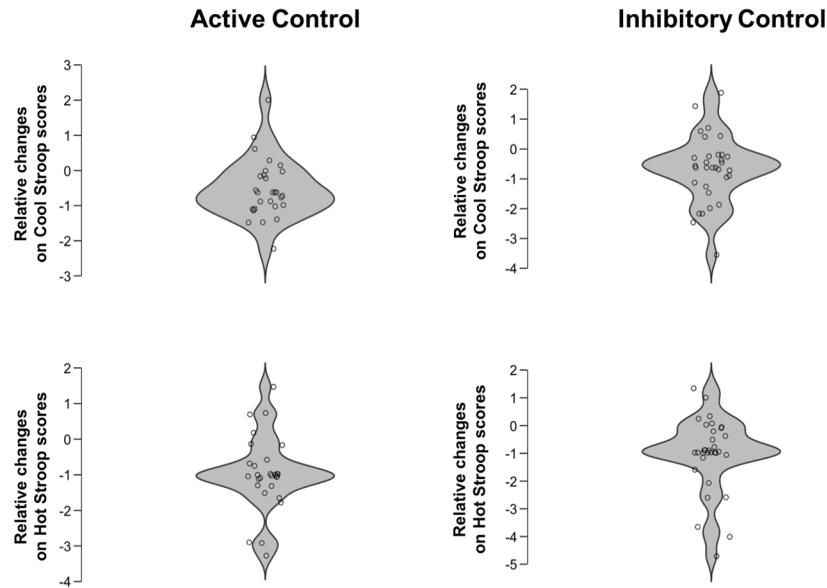 Active Control
Inhibitory Control
Relative changes
on Cool Stroop scores
3
2
1
0
-1
-2
-3
Relative changes
on Cool Stroop scores
2
1
0
-1
-2
-3
-4
Relative changes
on Hot Stroop scores
2
1
0
-1
-2
-3
-4
Relative changes
on Hot Stroop scores
2
1
0
-1
-2
-3
-4
-5